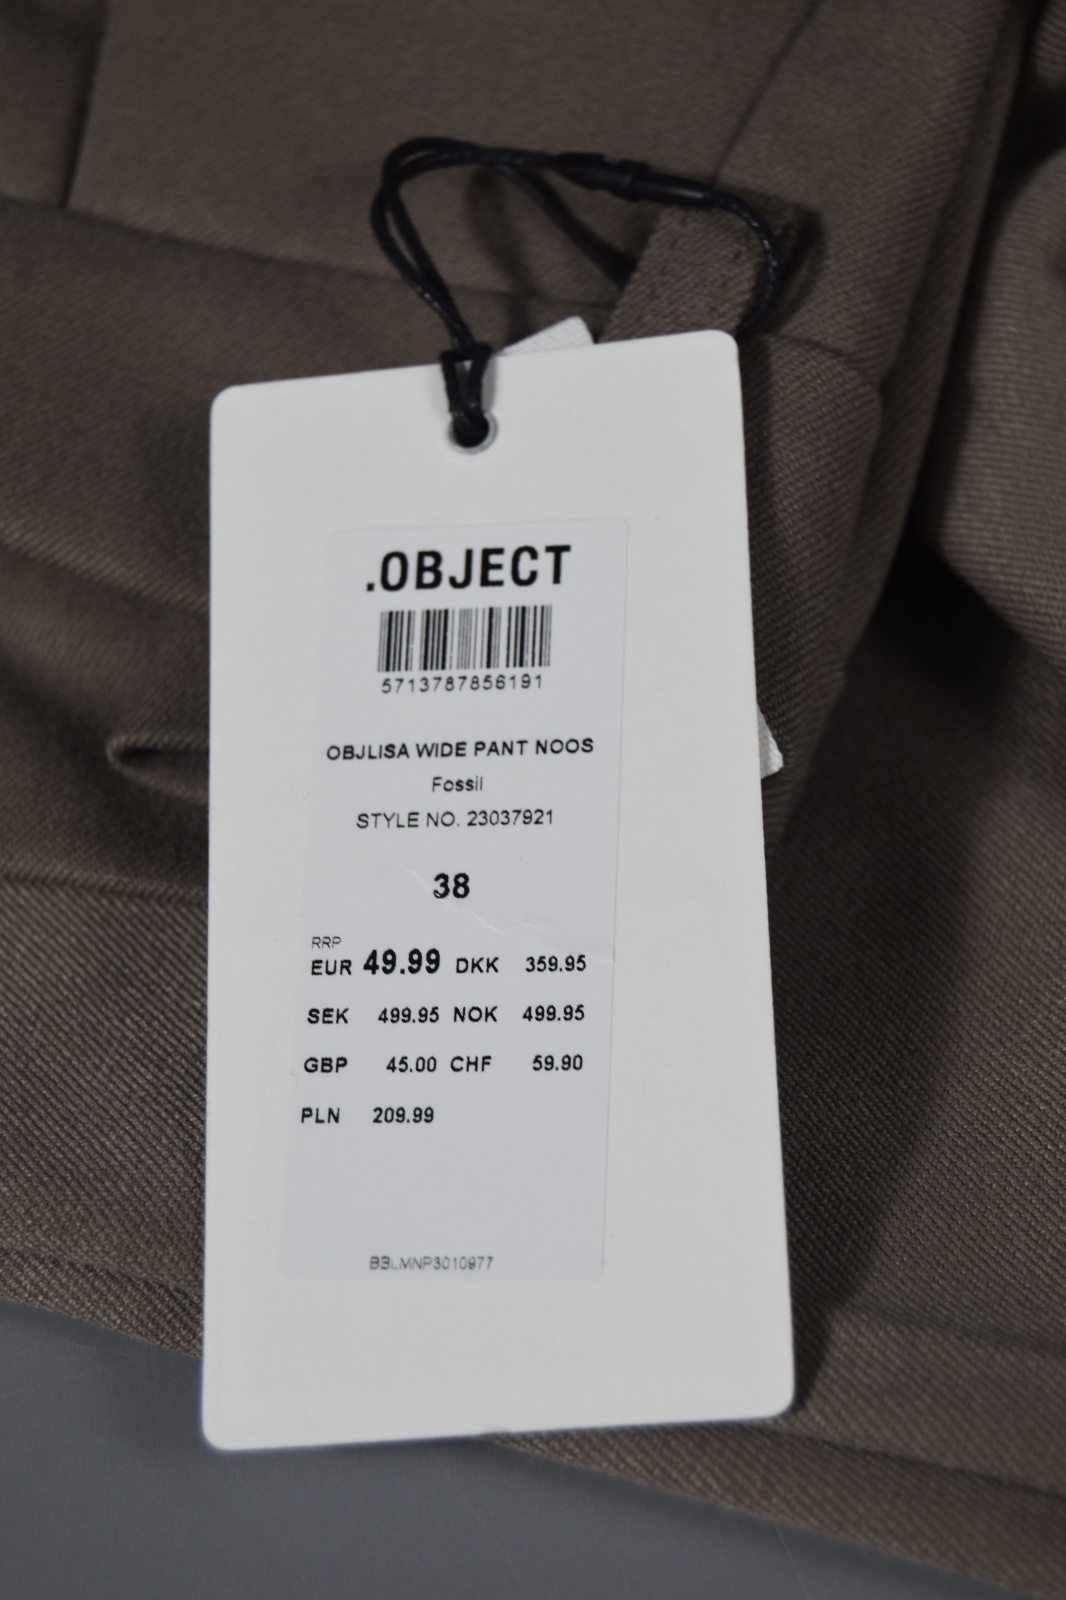 .OBJECT
5713787856191
OBJLISA WIDE PANT NOOS
Fossil
STYLE NO. 23037921
38
RRP
EUR 49.99 DKK 359.95
SEK 499.95 NOK 499.95
GBP 45.00 CHF 59.90
PLN 209.99
BBLMNP3010977